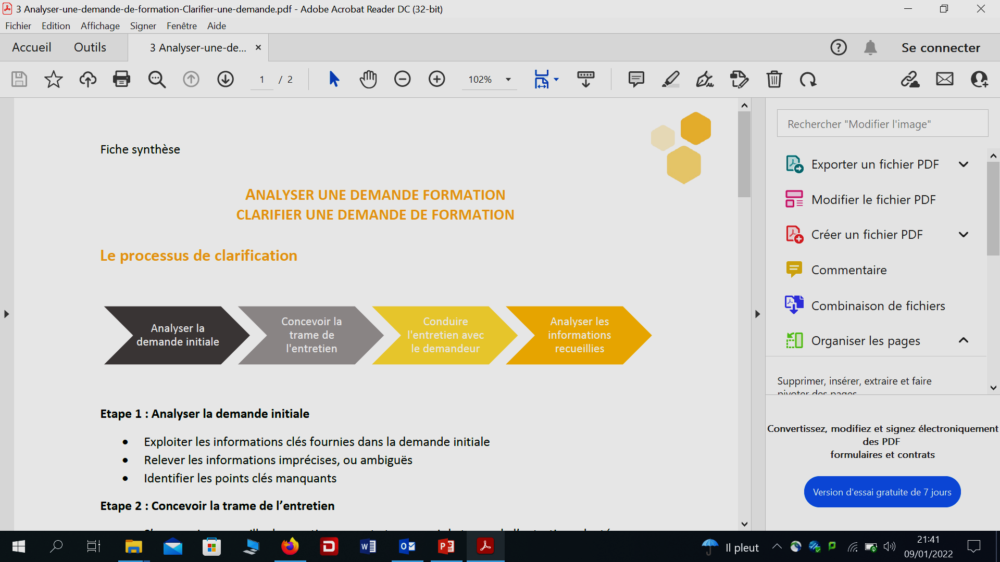 3 Analyser-une-demande-de-formation-Clarifier-une-demande.pdf - Adobe Acrobat Reader DC (32-bit)
Fichier Edition Affichage Signer Fenêtre Aide
Accueil Outils 3 Analyser-une-de... × Se connecter
1 / 2 102%
Fiche synthèse
ANALYSER UNE DEMANDE FORMATION
CLARIFIER UNE DEMANDE DE FORMATION
Le processus de clarification
Analyser la
demande initiale
Concevoir la
trame de
l'entretien
Conduire
l'entretien avec
le demandeur
Analyser les
informations
recueillies
Etape 1 : Analyser la demande initiale
• Exploiter les informations clés fournies dans la demande initiale
• Relever les informations imprécises, ou ambiguës
• Identifier les points clés manquants
Etape 2 : Concevoir la trame de l’entretien
Rechercher "Modifier l'image"
Exporter un fichier PDF
Modifier le fichier PDF
Créer un fichier PDF
Commentaire
Combinaison de fichiers
Organiser les pages
Supprimer, insérer, extraire et faire
pivoter des pages
Convertissez, modifiez et signez électroniquement
des PDF
formulaires et contrats
Version d'essai gratuite de 7 jours
Il pleut
21:41
09/01/2022